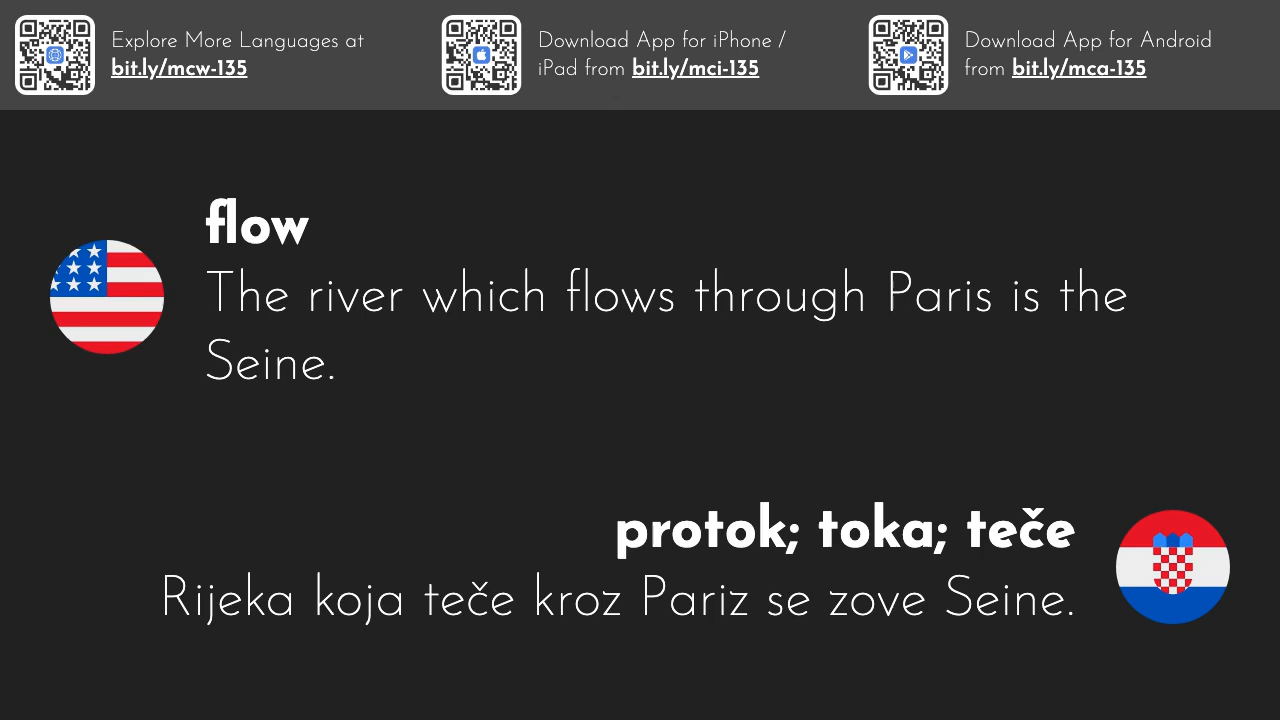 Explore More Languages at
bit.ly/mcw-135
Download App for iPhone /
iPad from bit.ly/mci-135
Download App for Android
from bit.ly/mca-135
flow
The river which flows through Paris is the
Seine.
protok; toka; teče
Rijeka koja teče kroz Pariz se zove Seine.